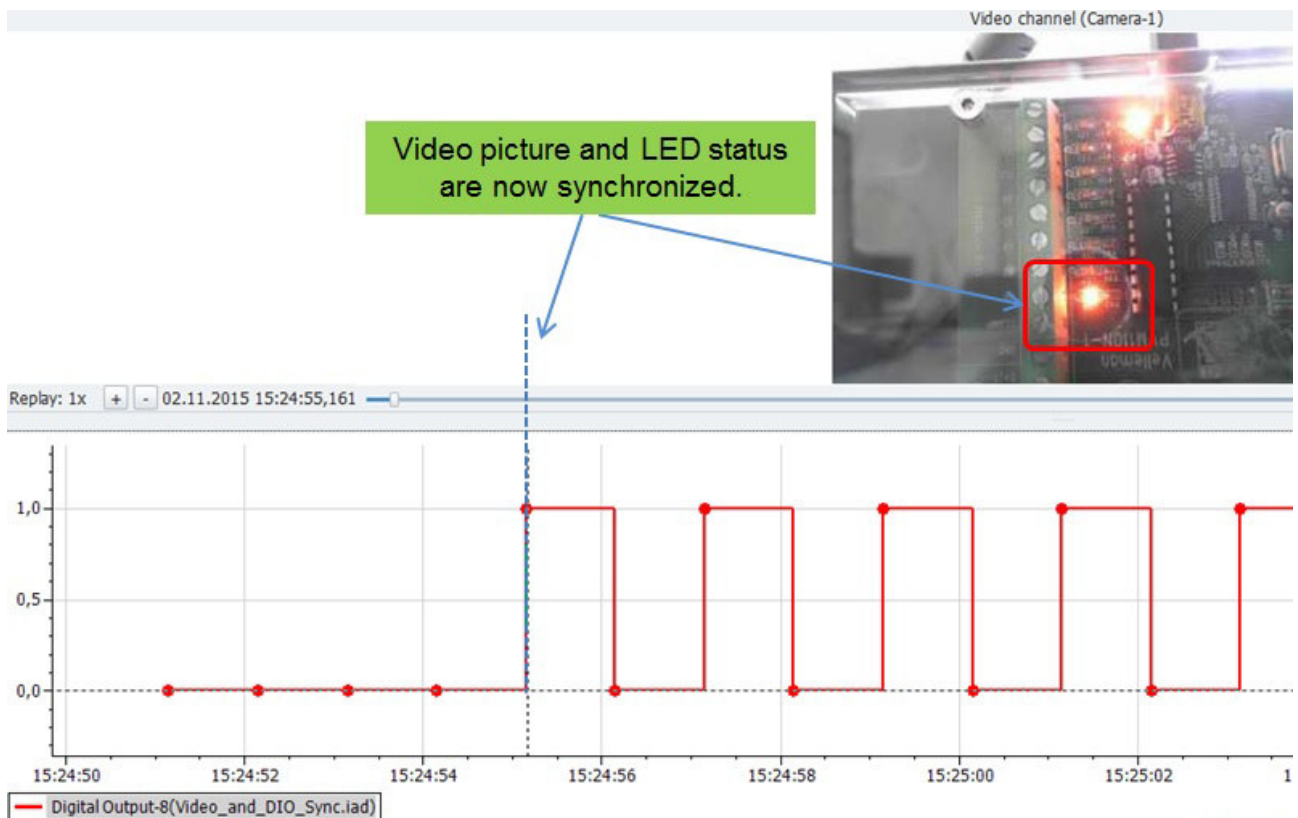 Video channel (Camera-1)
Video picture and LED status
are now synchronized.
Velleman
Replay: 1x + - 02.11.2015 15:24:55,161
1,0
0,5
0,0
15:24:50 15:24:52 15:24:54 15:24:56 15:24:58 15:25:00 15:25:02 1
Digital Output-8(Video_and_DIO_Sync.iad)